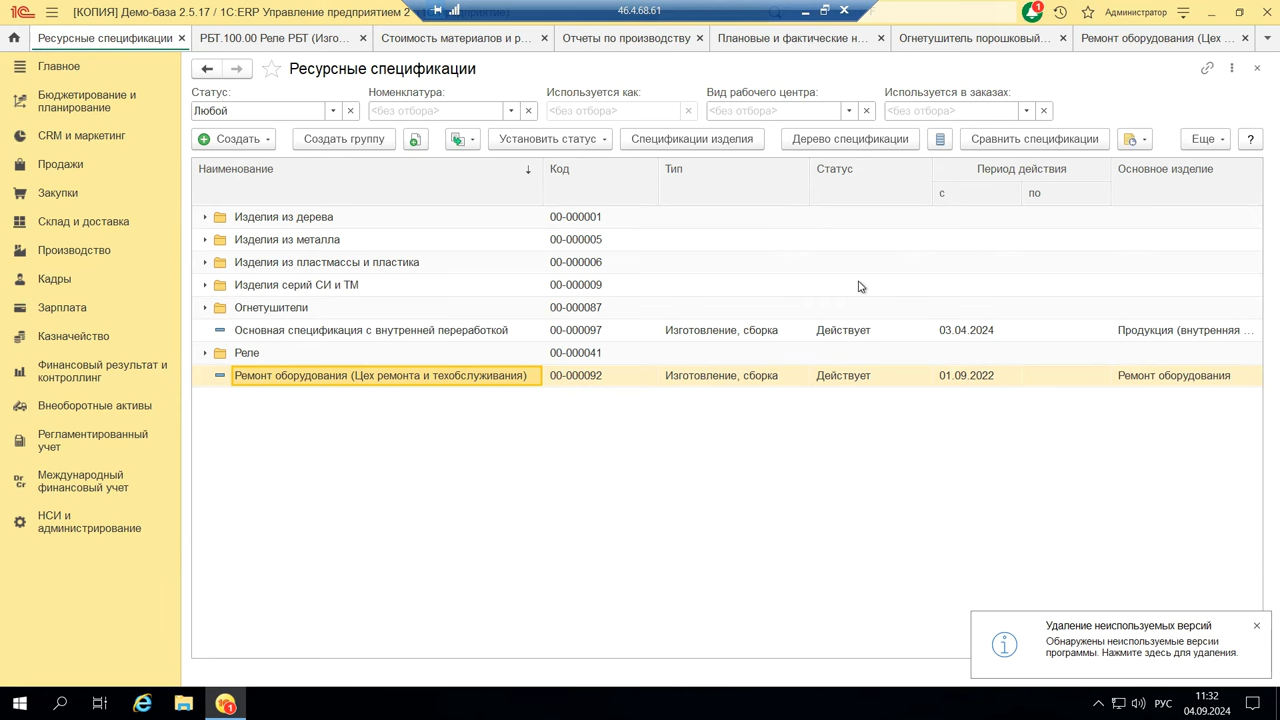 [КОПИЯ] Демо-база 2.5.17 / 1C:ERP Управление предприятием 2
46.4.68.61
1
Администратор
Ресурсные спецификации
РБТ.100.00 Реле РБТ (Изго...
Стоимость материалов и р...
Отчеты по производству
Плановые и фактические н...
Огнетушитель порошковый...
Ремонт оборудования (Цех ...
Главное
Бюджетирование и
планирование
CRM и маркетинг
Продажи
Закупки
Склад и доставка
Производство
Кадры
Зарплата
Казначейство
Финансовый результат и
контроллинг
Внеоборотные активы
Регламентированный
учет
Международный
финансовый учет
НСИ и
администрирование
Ресурсные спецификации
Статус:
Номенклатура:
Используется как:
Вид рабочего центра:
Используется в заказах:
Любой
<без отбора>
<без отбора>
<без отбора>
<без отбора>
Создать
Создать группу
Установить статус
Спецификации изделия
Дерево спецификации
Сравнить спецификации
Еще
?
Наименование
Код
Тип
Статус
Период действия
Основное изделие
с
по
Изделия из дерева 00-000001
Изделия из металла 00-000005
Изделия из пластмассы и пластика 00-000006
Изделия серий СИ и ТМ 00-000009
Огнетушители 00-000087
Основная спецификация с внутренней переработкой 00-000097 Изготовление, сборка Действует 03.04.2024 Продукция (внутренняя ...
Реле 00-000041
Ремонт оборудования (Цех ремонта и техобслуживания) 00-000092 Изготовление, сборка Действует 01.09.2022 Ремонт оборудования
Удаление неиспользуемых версий
Обнаружены неиспользуемые версии
программы. Нажмите здесь для удаления.
РУС
11:32
04.09.2024